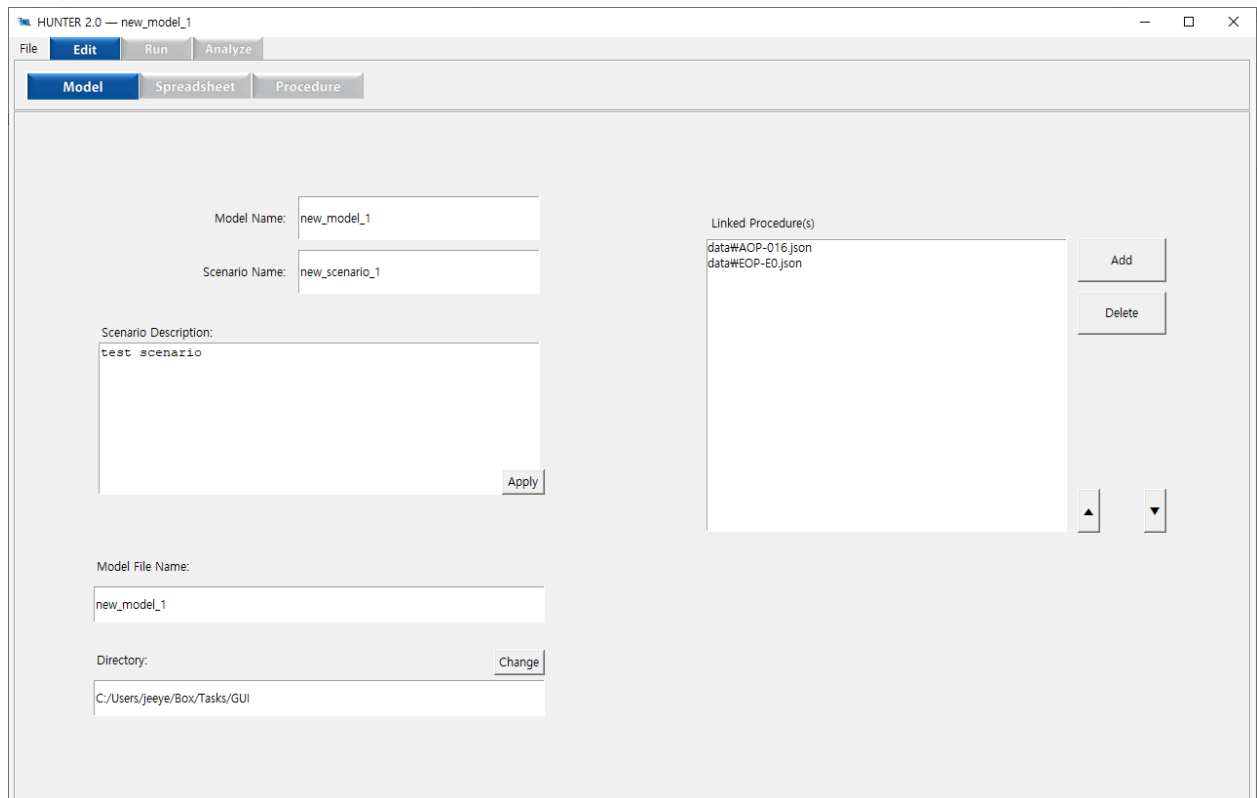 INL HUNTER 2.0 — new_model_1
File Edit Run Analyze
Model Spreadsheet Procedure
Model Name: new_model_1
Scenario Name: new_scenario_1
Scenario Description:
test scenario
Apply
Model File Name:
new_model_1
Directory:
Change
C:/Users/jeeye/Box/Tasks/GUI
Linked Procedure(s)
data₩AOP-016.json
data₩EOP-E0.json
Add
Delete
▲ ▼